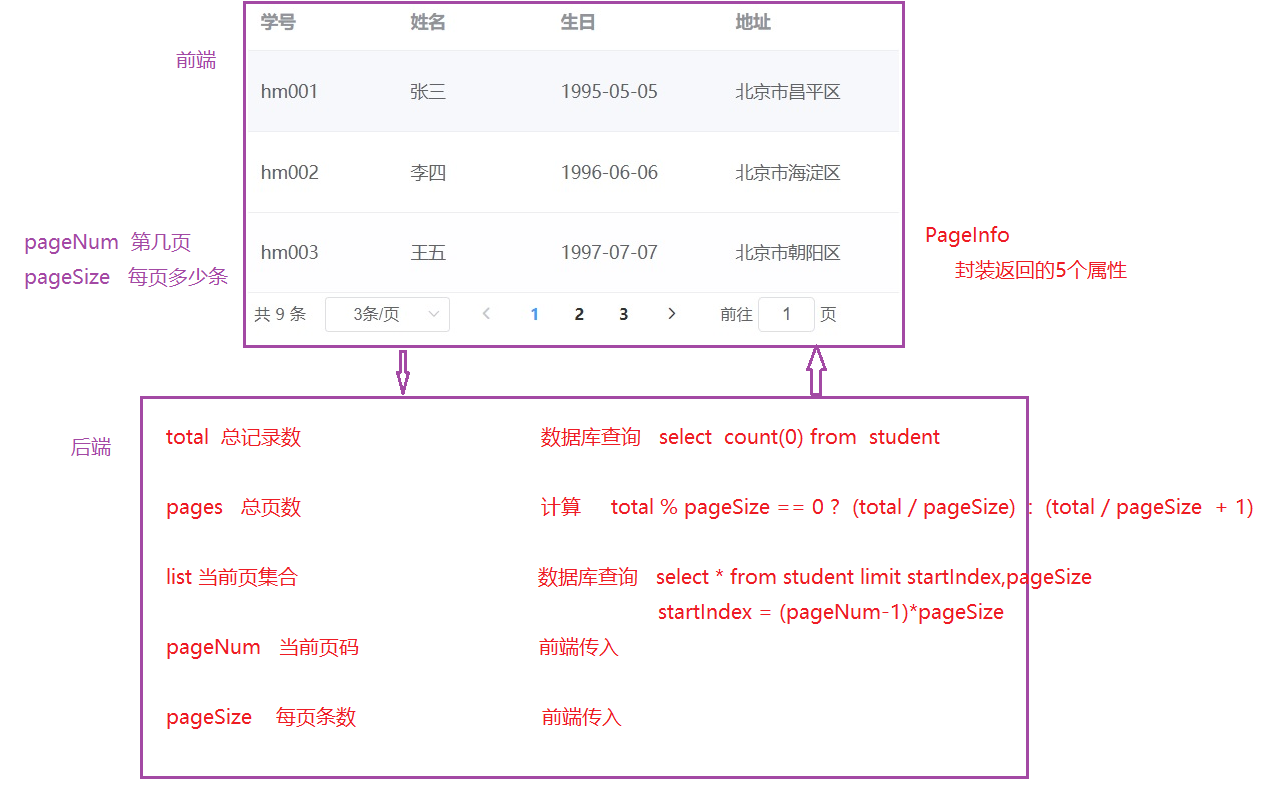 学号 姓名 生日 地址
前端
hm001 张三 1995-05-05 北京市昌平区
hm002 李四 1996-06-06 北京市海淀区
pageNum 第几页
pageSize 每页多少条
hm003 王五 1997-07-07 北京市朝阳区
PageInfo
封装返回的5个属性
共 9 条 3条/页 1 2 3 前往 1 页
后端
total 总记录数 数据库查询 select count(0) from student
pages 总页数 计算 total % pageSize == 0 ? (total / pageSize) : (total / pageSize + 1)
list 当前页集合 数据库查询 select * from student limit startIndex,pageSize
startIndex = (pageNum-1)*pageSize
pageNum 当前页码 前端传入
pageSize 每页条数 前端传入